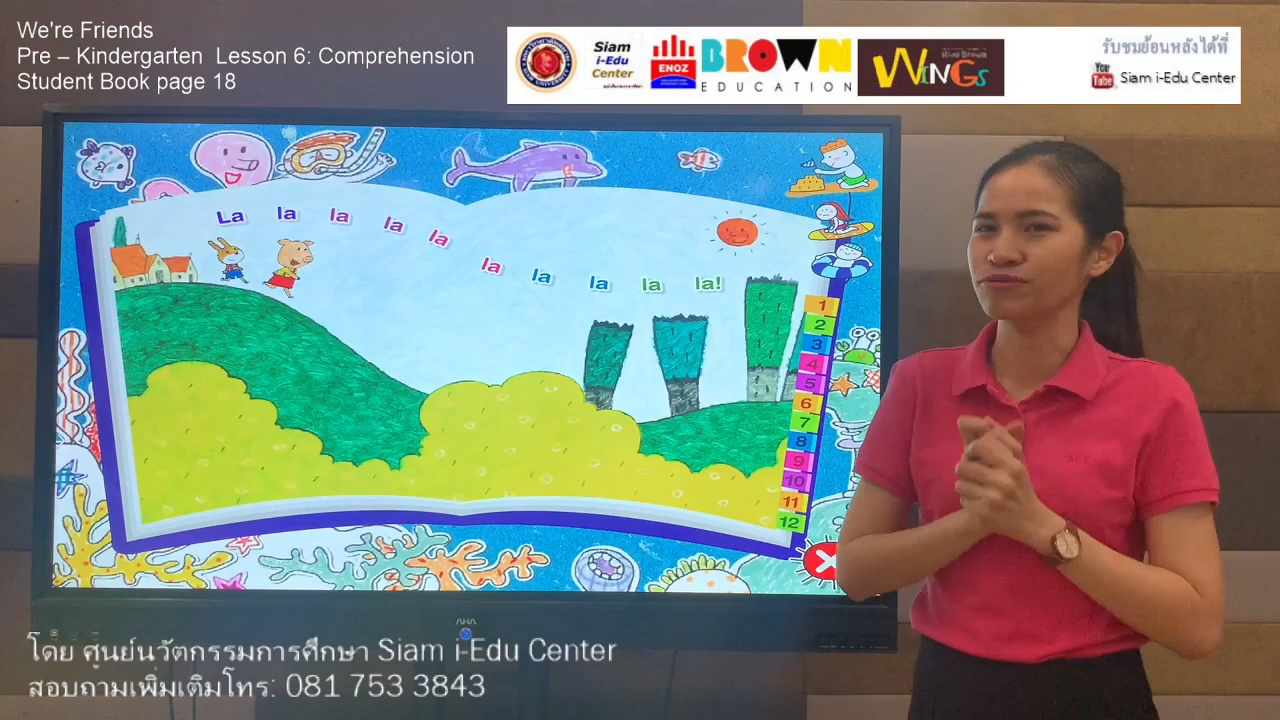 We're Friends
Pre – Kindergarten Lesson 6: Comprehension
Student Book page 18
Siam
i-Edu
Center
ENOZ
BROWN
EDUCATION
WINGS
รับชมย้อนหลังได้ที่
You
Tube
Siam i-Edu Center
La la la la la
la la la la la!
1
2
3
4
5
6
7
8
9
10
11
12
AHA
โดย ศูนย์นวัตกรรมการศึกษา Siam i-Edu Center
สอบถามเพิ่มเติมโทร: 081 753 3843